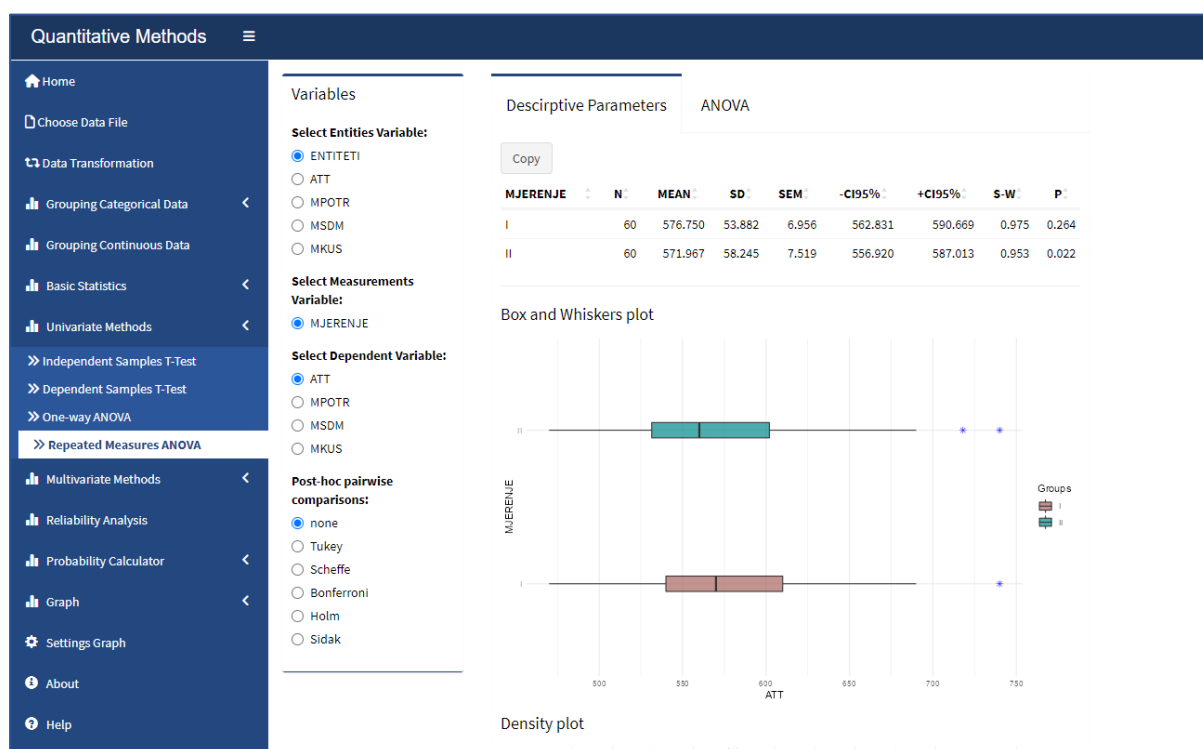 Quantitative Methods
Home
Choose Data File
Data Transformation
Grouping Categorical Data
Grouping Continuous Data
Basic Statistics
Univariate Methods
Independent Samples T-Test
Dependent Samples T-Test
One-way ANOVA
Repeated Measures ANOVA
Multivariate Methods
Reliability Analysis
Probability Calculator
Graph
Settings Graph
About
Help
Variables
Select Entities Variable:
ENTITETI
ATT
MPOTR
MSDM
MKUS
Select Measurements
Variable:
MJERENJE
Select Dependent Variable:
ATT
MPOTR
MSDM
MKUS
Post-hoc pairwise
comparisons:
none
Tukey
Scheffe
Bonferroni
Holm
Sidak
Descirptive Parameters ANOVA
Copy
MJERENJE N MEAN SD SEM -CI95% +CI95% S-W P
I 60 576.750 53.882 6.956 562.831 590.669 0.975 0.264
II 60 571.967 58.245 7.519 556.920 587.013 0.953 0.022
Box and Whiskers plot
II
MJERENJE
I
Groups
I
II
500 550 600 650 700 750
ATT
Density plot